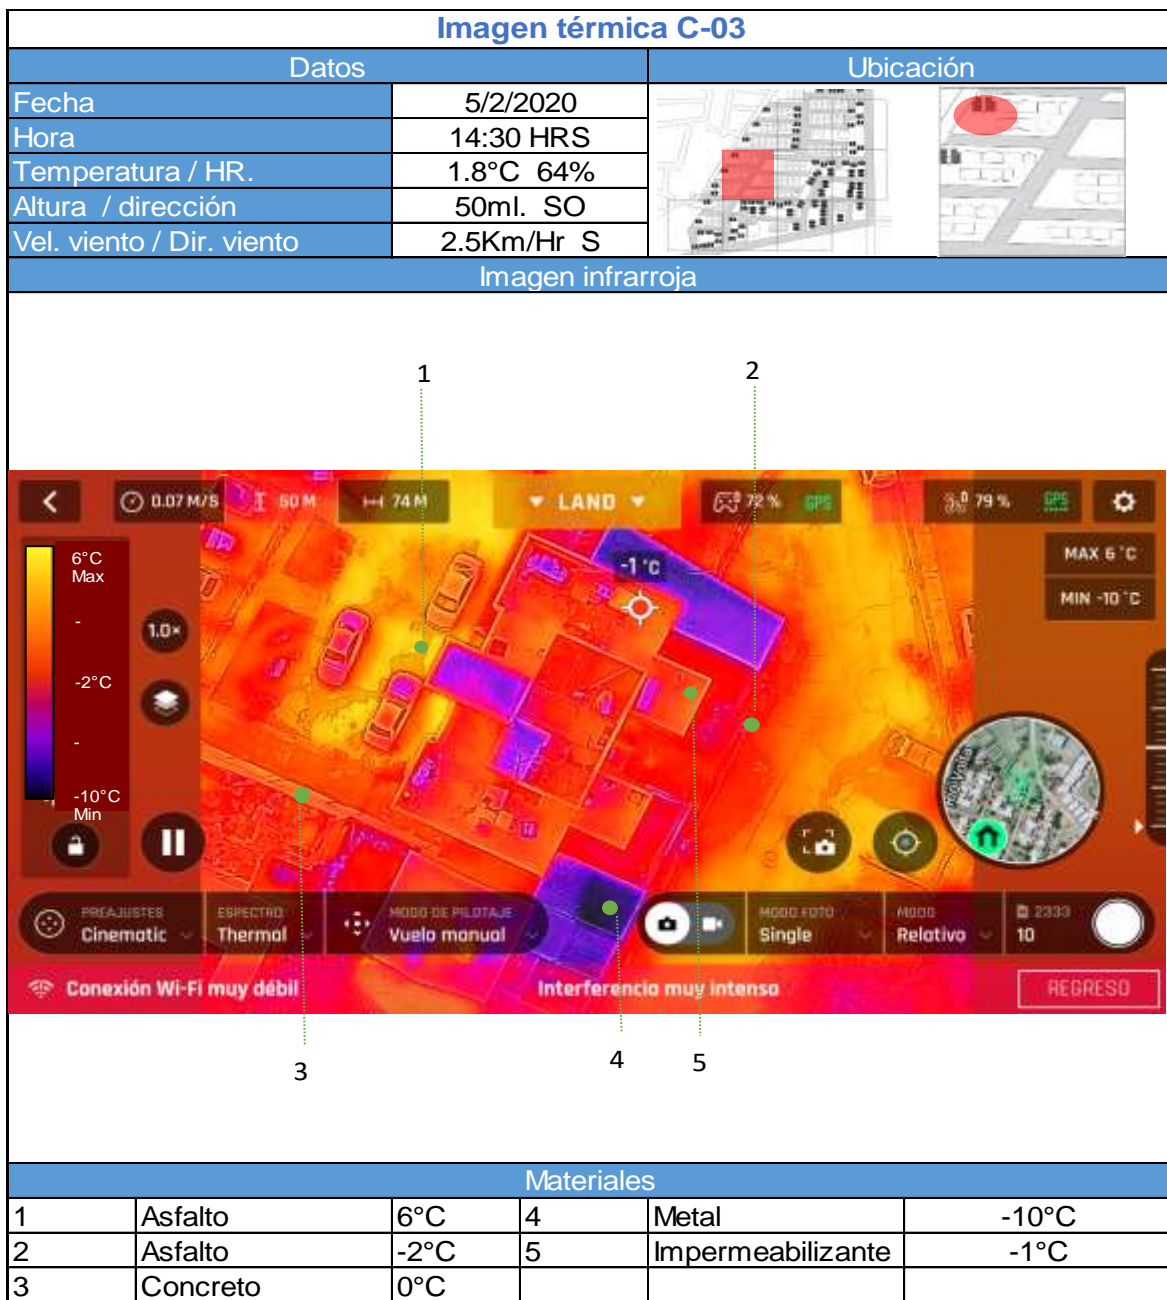 Imagen térmica C-03
Datos Ubicación
Fecha 5/2/2020
Hora 14:30 HRS
Temperatura / HR. 1.8°C 64%
Altura / dirección 50ml. SO
Vel. viento / Dir. viento 2.5Km/Hr S
Imagen infrarroja
1 2
0.07 M/S 50 M 74 M LAND 72 % GPS 79 % GPS
6°C
Max
-1 °C
MAX 6 °C
MIN -10 °C
-
1.0×
-2°C
-
-10°C
Min
PREAJUSTES ESPECTRO MODO DE PILOTAJE MODO FOTO MODO 2333
Cinematic Thermal Vuelo manual Single Relativo 10
Conexión Wi-Fi muy débil Interferencia muy intensa REGRESO
3 4 5
Materiales
1 Asfalto 6°C 4 Metal -10°C
2 Asfalto -2°C 5 Impermeabilizante -1°C
3 Concreto 0°C